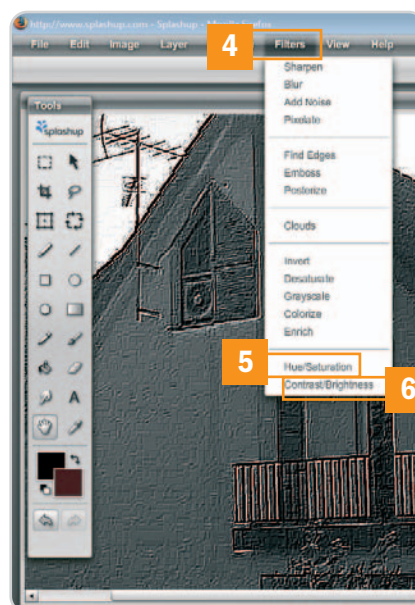 http://www.splashup.com - Splashup - Mozilla Firefox
File Edit Image Layer 4 Filters View Help
Sharpen
Blur
Add Noise
Pixelate
Tools
splashup
Find Edges
Emboss
Posterize
Clouds
Invert
Desaturate
Grayscale
Colorize
Enrich
5 Hue/Saturation
Contrast/Brightness 6
A